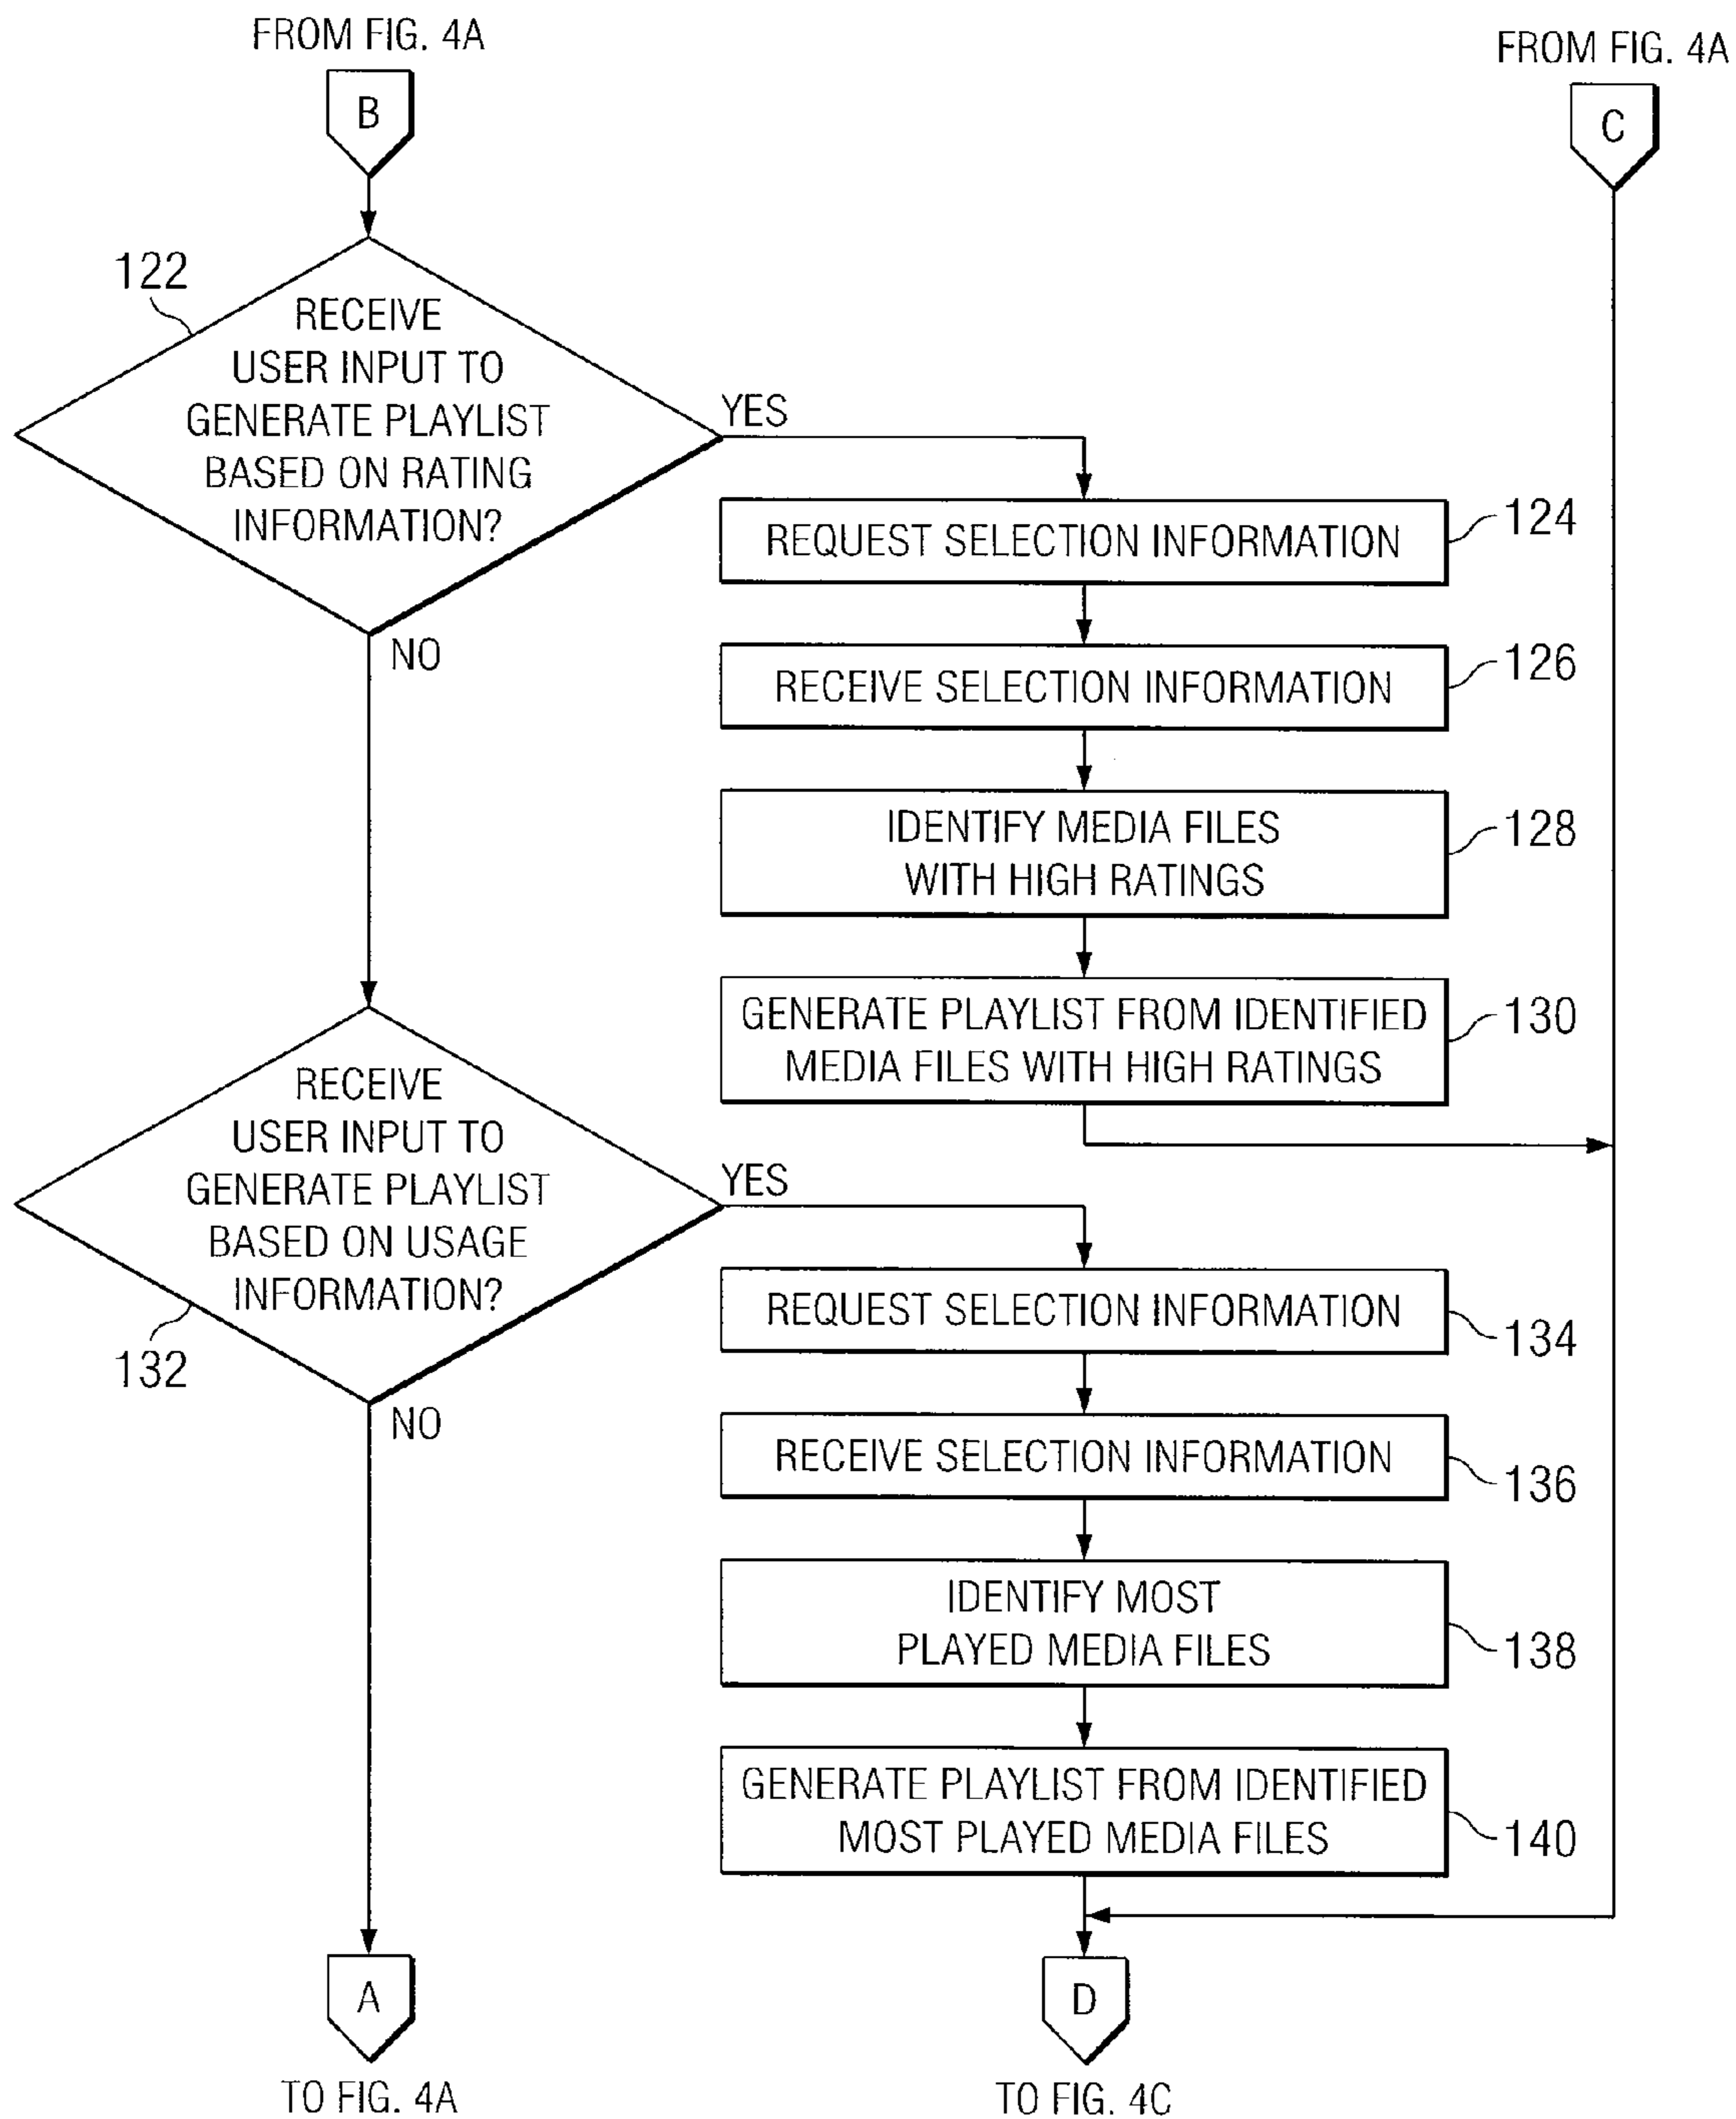 FROM FIG. 4A
B
FROM FIG. 4A
C
122
RECEIVE
USER INPUT TO
GENERATE PLAYLIST
BASED ON RATING
INFORMATION?
YES
NO
REQUEST SELECTION INFORMATION
124
RECEIVE SELECTION INFORMATION
126
IDENTIFY MEDIA FILES
WITH HIGH RATINGS
128
GENERATE PLAYLIST FROM IDENTIFIED
MEDIA FILES WITH HIGH RATINGS
130
RECEIVE
USER INPUT TO
GENERATE PLAYLIST
BASED ON USAGE
INFORMATION?
132
YES
NO
REQUEST SELECTION INFORMATION
134
RECEIVE SELECTION INFORMATION
136
IDENTIFY MOST
PLAYED MEDIA FILES
138
GENERATE PLAYLIST FROM IDENTIFIED
MOST PLAYED MEDIA FILES
140
A
TO FIG. 4A
D
TO FIG. 4C